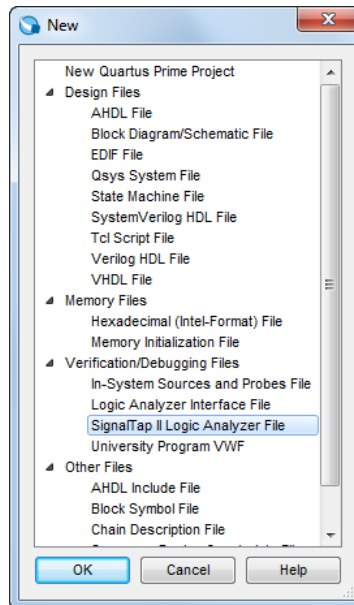 New
New Quartus Prime Project
Design Files
AHDL File
Block Diagram/Schematic File
EDIF File
Qsys System File
State Machine File
SystemVerilog HDL File
Tcl Script File
Verilog HDL File
VHDL File
Memory Files
Hexadecimal (Intel-Format) File
Memory Initialization File
Verification/Debugging Files
In-System Sources and Probes File
Logic Analyzer Interface File
SignalTap II Logic Analyzer File
University Program VWF
Other Files
AHDL Include File
Block Symbol File
Chain Description File
OK Cancel Help